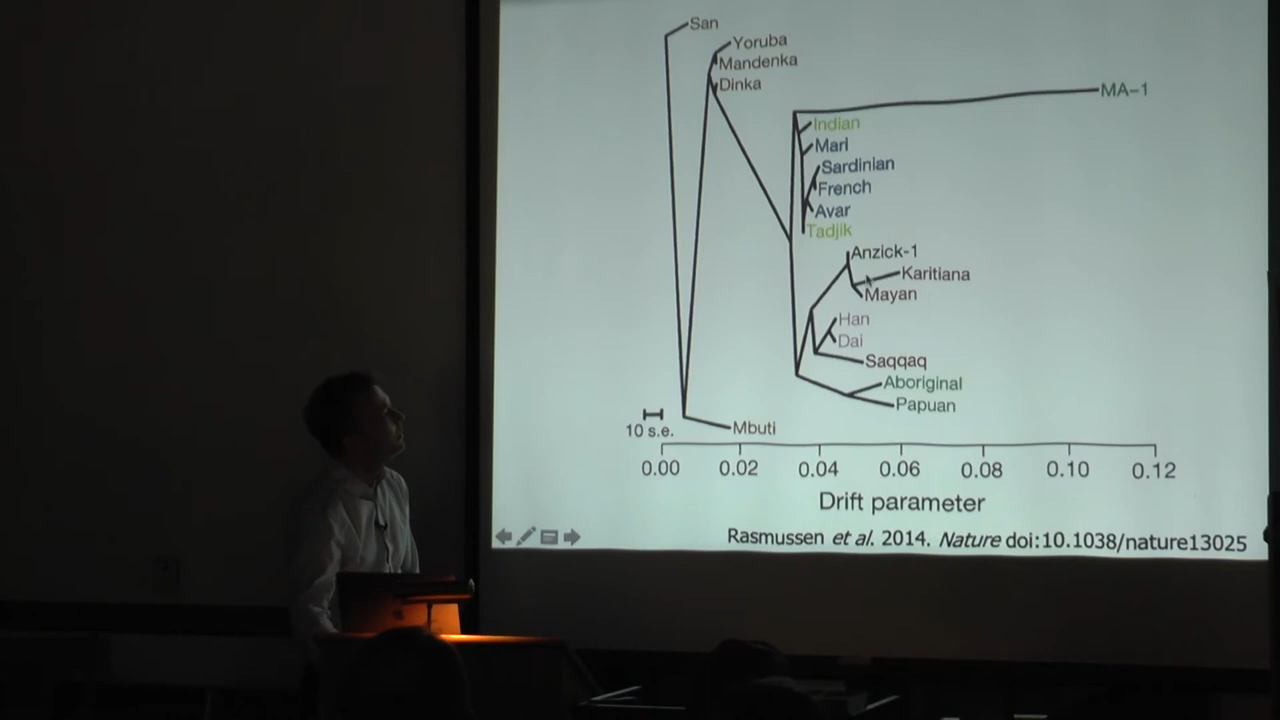 San
Yoruba
Mandenka
Dinka
MA–1
Indian
Mari
Sardinian
French
Avar
Tadjik
Anzick-1
Karitiana
Mayan
Han
Dai
Saqqaq
Aboriginal
Papuan
10 s.e.
Mbuti
0.00 0.02 0.04 0.06 0.08 0.10 0.12
Drift parameter
Rasmussen et al. 2014. Nature doi:10.1038/nature13025